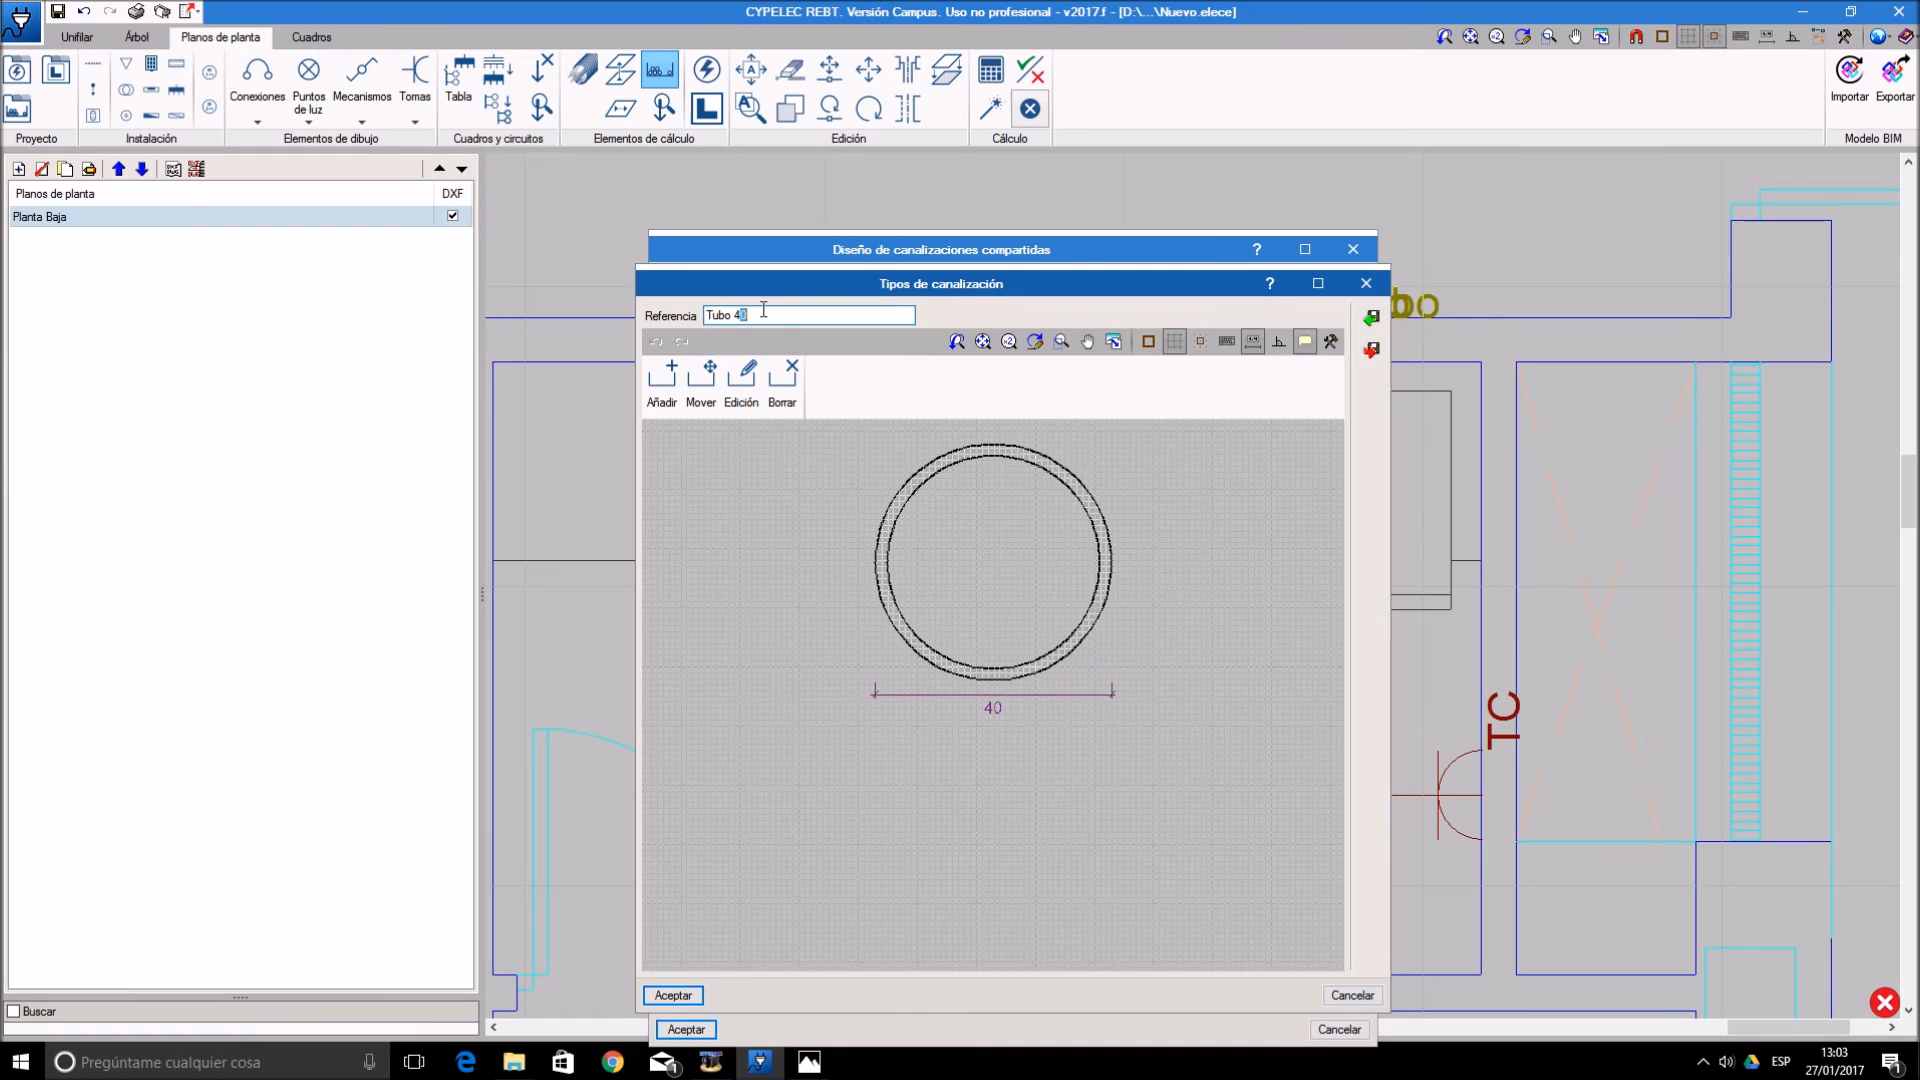 CYPELEC REBT. Versión Campus. Uso no profesional - v2017.f - [D:\...\Nuevo.elece]
Unifilar
Árbol
Planos de planta
Cuadros
Conexiones
Puntos de luz
Mecanismos
Tomas
Tabla
Importar
Exportar
Proyecto
Instalación
Elementos de dibujo
Cuadros y circuitos
Elementos de cálculo
Edición
Cálculo
Modelo BIM
Planos de planta
DXF
Planta Baja
Diseño de canalizaciones compartidas
Tipos de canalización
Referencia
Tubo 40
Añadir
Mover
Edición
Borrar
40
TC
Aceptar
Cancelar
Aceptar
Cancelar
Buscar
Pregúntame cualquier cosa
ESP
13:03
27/01/2017